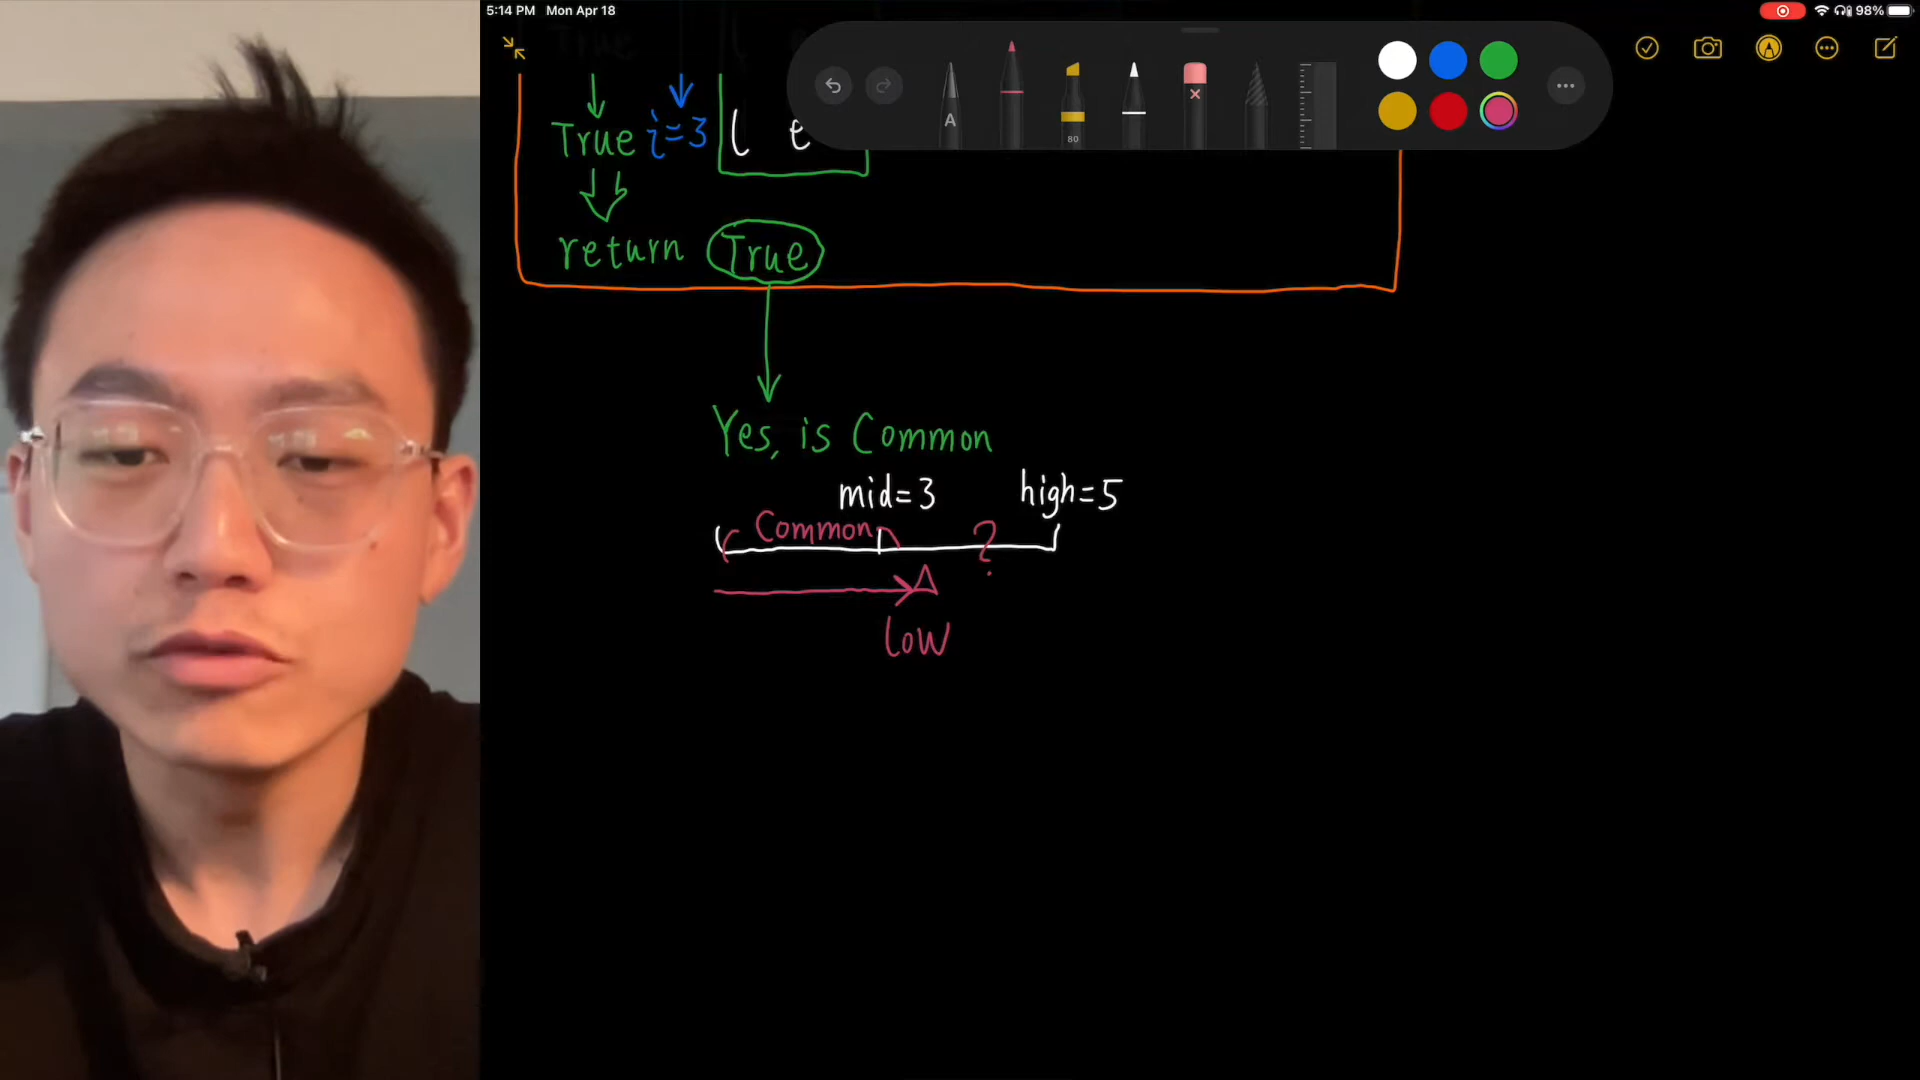 5:14 PM Mon Apr 18
98%
A
80
True i=3 l e
return True
Yes, is Common
mid=3 high=5
Common ?
low